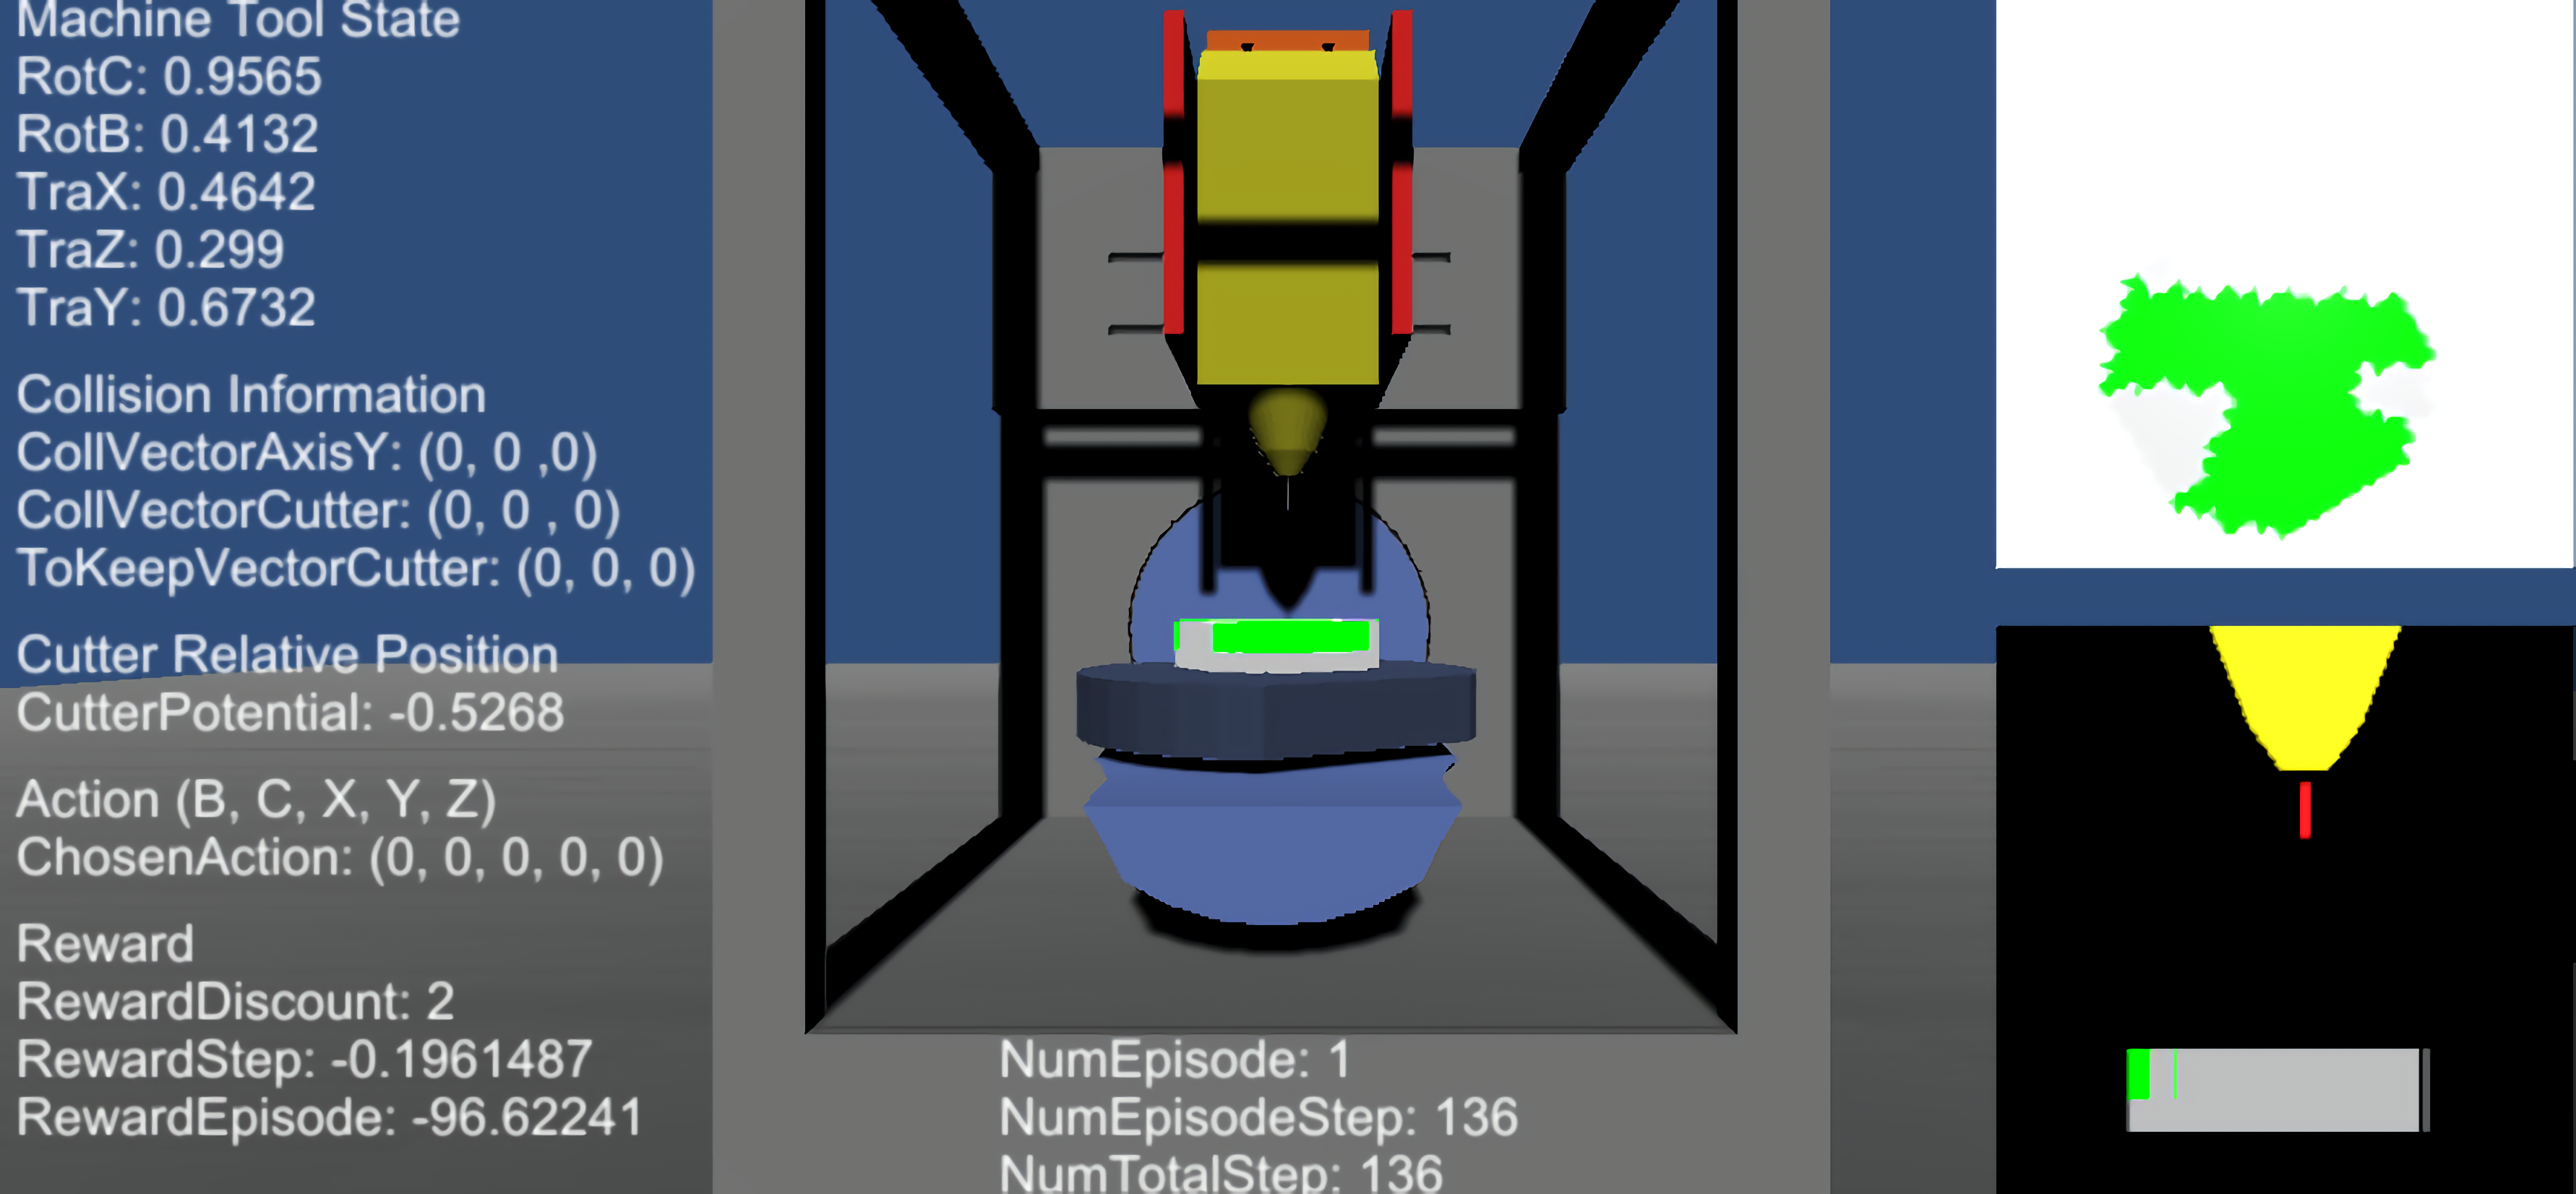 Machine Tool State
RotC: 0.9565
RotB: 0.4132
TraX: 0.4642
TraZ: 0.299
TraY: 0.6732
Collision Information
CollVectorAxisY: (0, 0 ,0)
CollVectorCutter: (0, 0 , 0)
ToKeepVectorCutter: (0, 0, 0)
Cutter Relative Position
CutterPotential: -0.5268
Action (B, C, X, Y, Z)
ChosenAction: (0, 0, 0, 0, 0)
Reward
RewardDiscount: 2
RewardStep: -0.1961487
RewardEpisode: -96.62241
NumEpisode: 1
NumEpisodeStep: 136
NumTotalStep: 136